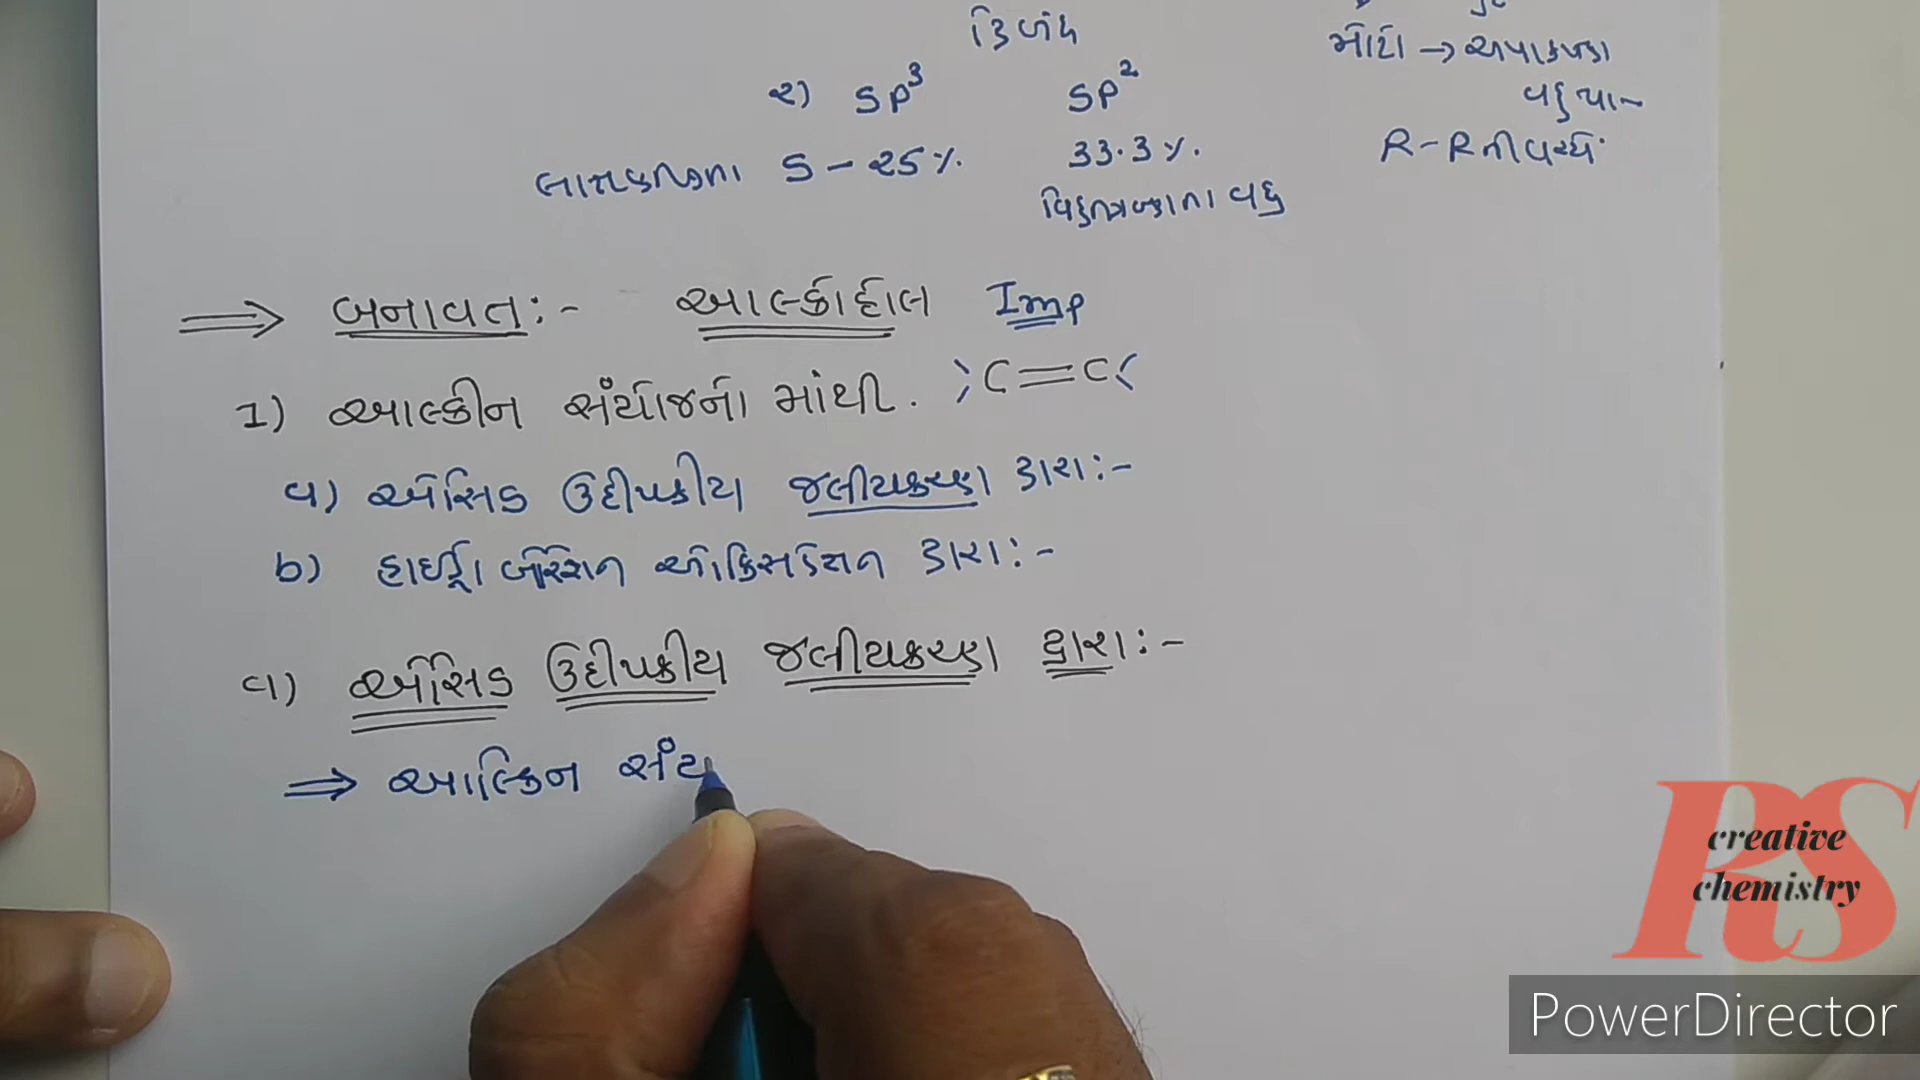 દ્વિબંધ
૨) SP³ SP²
લાક્ષણિકતા S - ૨૫% 33.3%.
વિદ્યુતઋણતા વધુ
મોટો → અપાકર્ષણ
વધુ થાય
R-R ની વચ્ચે
⇒ બનાવટ :- આલ્કોહોલ Imp
1) આલ્કીન સંયોજનો માંથી. >C=C<
a) એસિડ ઉદ્દીપકીય જલીયકરણ દ્વારા :-
b) હાઈડ્રો બોરેશન ઓક્સિડેશન દ્વારા :-
a) એસિડ ઉદ્દીપકીય જલીયકરણ દ્વારા :-
⇒ આલ્કિન સંય
RS
creative
chemistry
PowerDirector